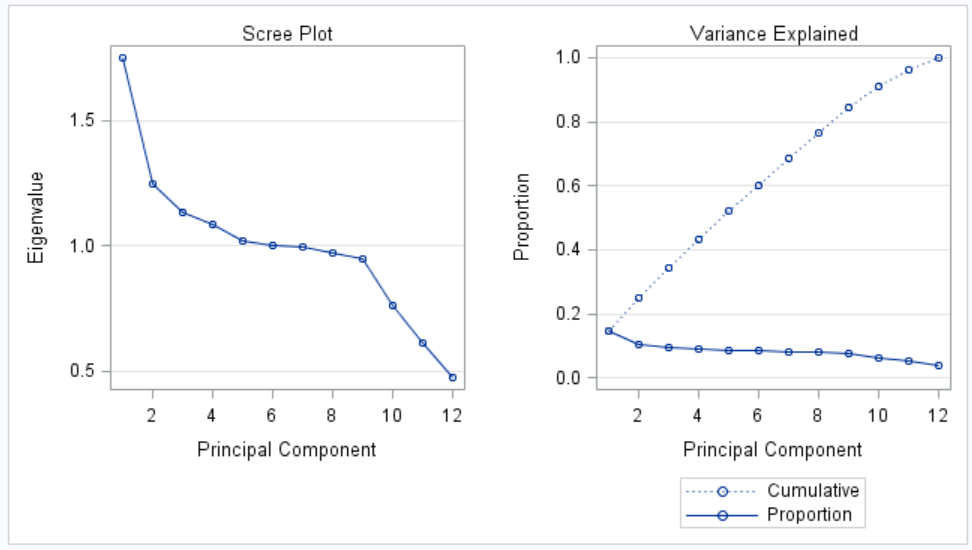 Scree Plot
Eigenvalue
1.5
1.0
0.5
2 4 6 8 10 12
Principal Component
Variance Explained
Proportion
1.0
0.8
0.6
0.4
0.2
0.0
2 4 6 8 10 12
Principal Component
Cumulative
Proportion